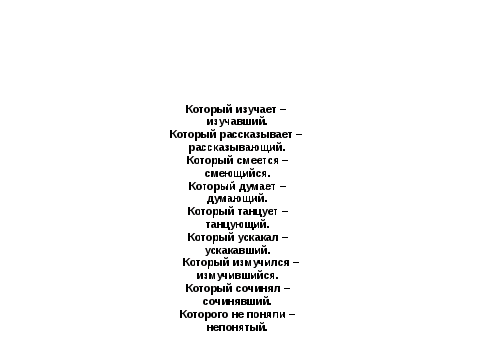 Который изучает –
изучавший.
Который рассказывает –
рассказывающий.
Который смеется –
смеющийся.
Который думает –
думающий.
Который танцует –
танцующий.
Который ускакал –
ускакавший.
Который измучился –
измучившийся.
Который сочинял –
сочинявший.
Которого не поняли –
непонятый.